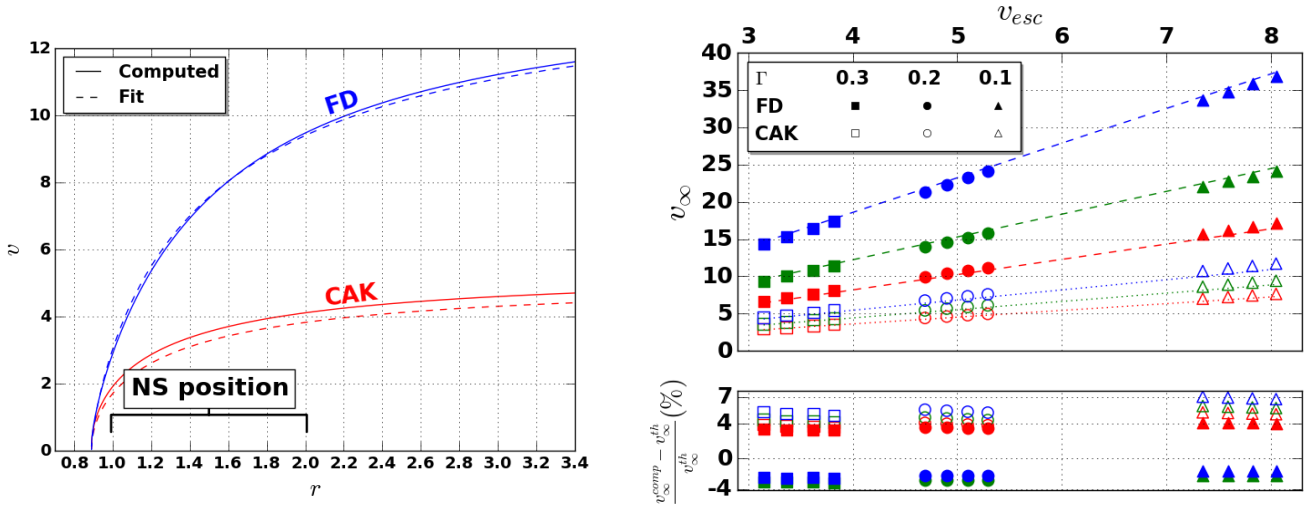 12
10
8
6
4
2
0
v
Computed
Fit
FD
CAK
NS position
0.8 1.0 1.2 1.4 1.6 1.8 2.0 2.2 2.4 2.6 2.8 3.0 3.2 3.4
r
v_{esc}
3 4 5 6 7 8
40
35
30
25
20
15
10
5
0
v_∞
Γ 0.3 0.2 0.1
FD
CAK
7
4
0
-4
\frac{v_∞^{comp} - v_∞^{th}}{v_∞^{th}}(%)